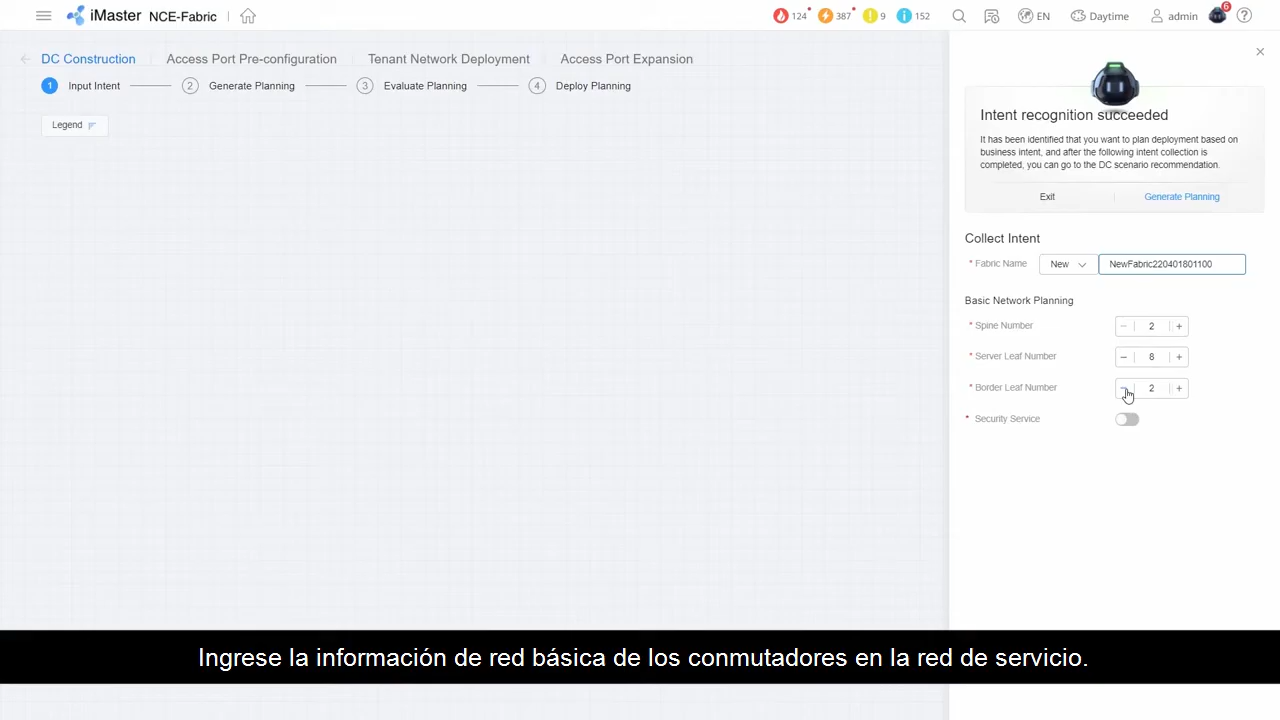 iMaster NCE-Fabric
124 387 9 152 EN Daytime admin 6
DC Construction Access Port Pre-configuration Tenant Network Deployment Access Port Expansion
1 Input Intent 2 Generate Planning 3 Evaluate Planning 4 Deploy Planning
Legend
Intent recognition succeeded
It has been identified that you want to plan deployment based on
business intent, and after the following intent collection is
completed, you can go to the DC scenario recommendation.
Exit Generate Planning
Collect Intent
* Fabric Name New NewFabric220401801100
Basic Network Planning
* Spine Number − 2 +
* Server Leaf Number − 8 +
* Border Leaf Number − 2 +
* Security Service
Ingrese la información de red básica de los conmutadores en la red de servicio.